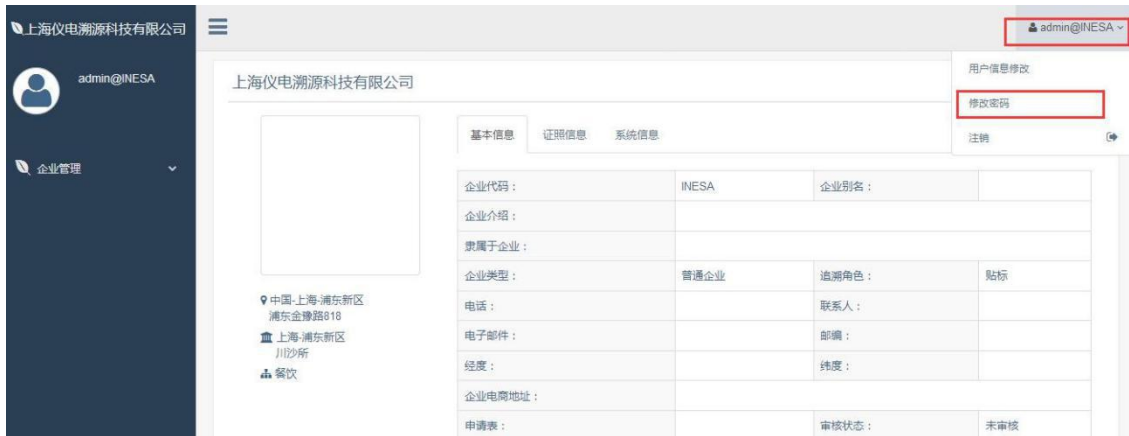 上海仪电溯源科技有限公司
admin@INESA
admin@INESA
用户信息修改
修改密码
注销
企业管理
上海仪电溯源科技有限公司
中国-上海-浦东新区
浦东金豫路818
上海-浦东新区
川沙所
餐饮
基本信息 证照信息 系统信息
企业代码： INESA 企业别名：
企业介绍：
隶属于企业：
企业类型： 普通企业 追溯角色： 贴标
电话： 联系人：
电子邮件： 邮编：
经度： 纬度：
企业电商地址：
申请表： 审核状态： 未审核